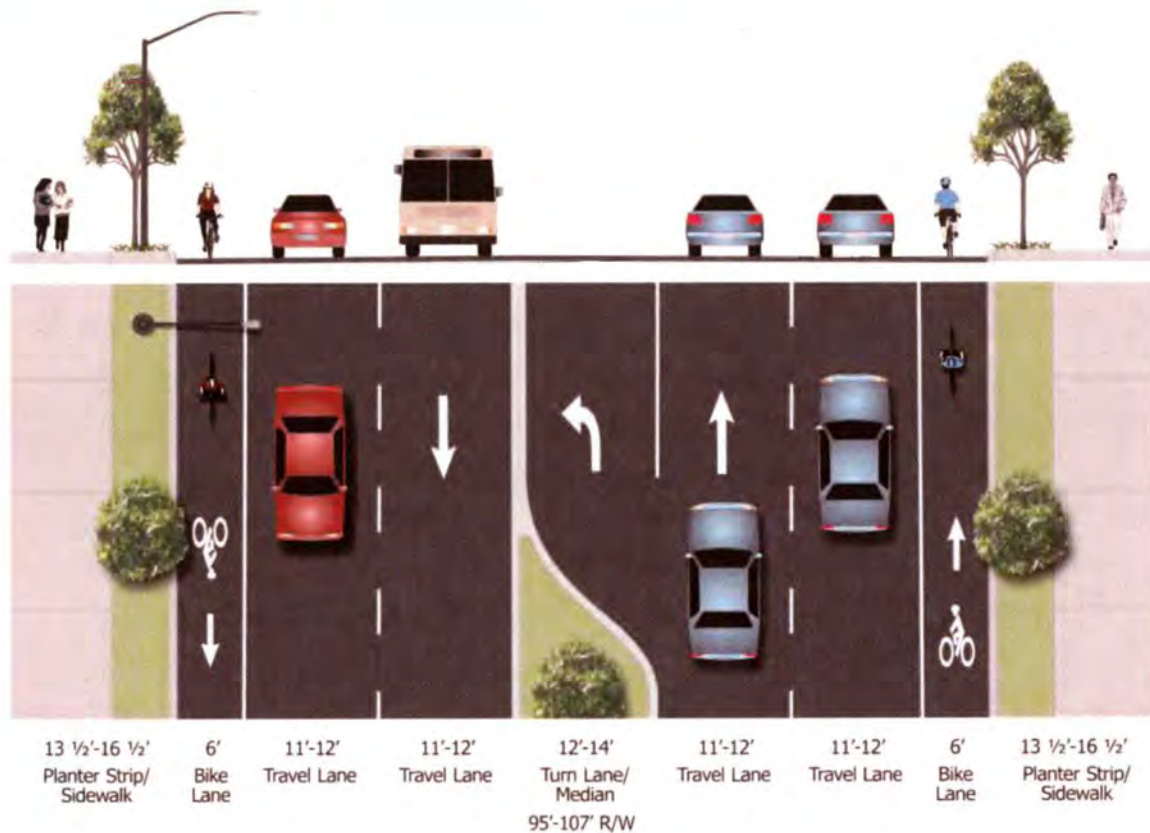 13 ½'-16 ½'
Planter Strip/
Sidewalk
6'
Bike
Lane
11'-12'
Travel Lane
11'-12'
Travel Lane
12'-14'
Turn Lane/
Median
11'-12'
Travel Lane
11'-12'
Travel Lane
6'
Bike
Lane
13 ½'-16 ½'
Planter Strip/
Sidewalk
95'-107' R/W